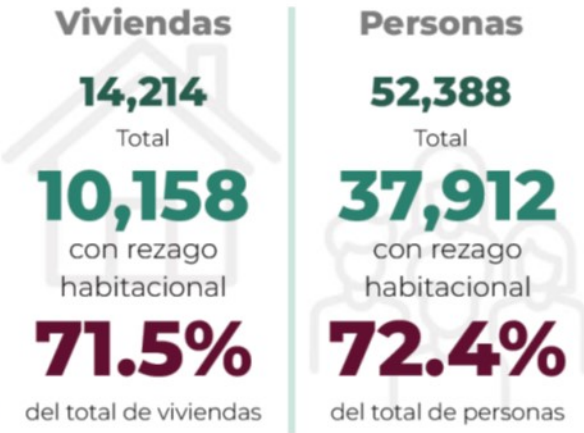 Viviendas
14,214
Total
10,158
con rezago
habitacional
71.5%
del total de viviendas
Personas
52,388
Total
37,912
con rezago
habitacional
72.4%
del total de personas